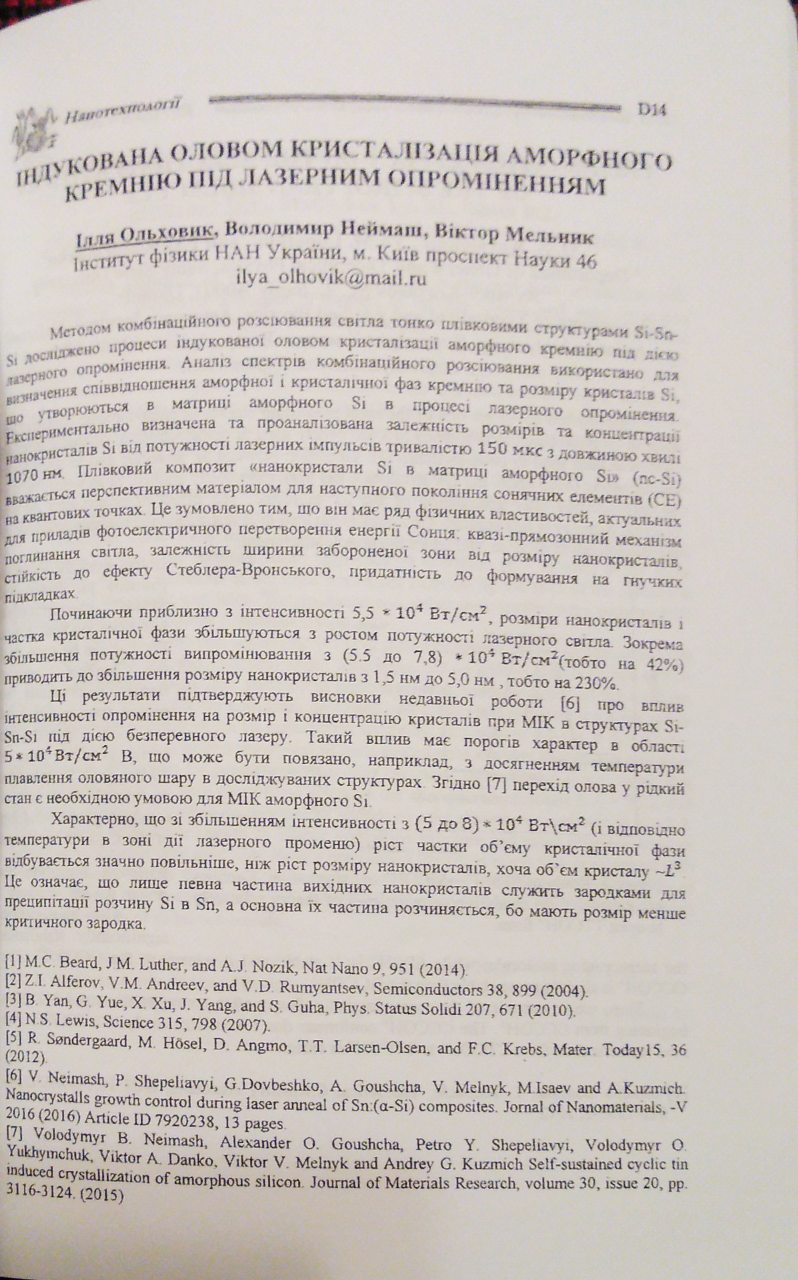 Нанотехнології
D14
ІНДУКОВАНА ОЛОВОМ КРИСТАЛІЗАЦІЯ АМОРФНОГО
КРЕМНІЮ ПІД ЛАЗЕРНИМ ОПРОМІНЕННЯМ
Ілля Ольховик, Володимир Неймаш, Віктор Мельник
Інститут фізики НАН України, м. Київ проспект Науки 46
ilya_olhovik@mail.ru
Методом комбінаційного розсіювання світла тонко плівковими структурами Si-Sn-
Si досліджено процеси індукованої оловом кристалізації аморфного кремнію під дією
лазерного опромінення. Аналіз спектрів комбінаційного розсіювання використано для
визначення співвідношення аморфної і кристалічної фаз кремнію та розміру кристалів Si,
що утворюються в матриці аморфного Si в процесі лазерного опромінення.
Експериментально визначена та проаналізована залежність розмірів та концентрації
нанокристалів Si від потужності лазерних імпульсів тривалістю 150 мкс з довжиною хвилі
1070 нм. Плівковий композит «нанокристали Si в матриці аморфного Si» (nc-Si)
вважається перспективним матеріалом для наступного покоління сонячних елементів (СЕ)
на квантових точках. Це зумовлено тим, що він має ряд фізичних властивостей, актуальних
для приладів фотоелектричного перетворення енергії Сонця: квазі-прямозонний механізм
поглинання світла, залежність ширини забороненої зони від розміру нанокристалів,
стійкість до ефекту Стеблера-Вронського, придатність до формування на гнучких
підкладках.
Починаючи приблизно з інтенсивності 5,5 * 10⁴ Вт/см², розміри нанокристалів і
частка кристалічної фази збільшуються з ростом потужності лазерного світла. Зокрема
збільшення потужності випромінювання з (5.5 до 7,8) * 10⁴ Вт/см²(тобто на 42%)
приводить до збільшення розміру нанокристалів з 1,5 нм до 5,0 нм , тобто на 230%.
Ці результати підтверджують висновки недавньої роботи [6] про вплив
інтенсивності опромінення на розмір і концентрацію кристалів при МІК в структурах Si-
Sn-Si під дією безперевного лазеру. Такий вплив має порогів характер в області
5* 10⁴Вт/см² В, що може бути повязано, наприклад, з досягненням температури
плавлення оловяного шару в досліджуваних структурах. Згідно [7] перехід олова у рідкий
стан є необхідною умовою для МІК аморфного Si.
Характерно, що зі збільшенням інтенсивності з (5 до 8)* 10⁴ Вт\см² (і відповідно
температури в зоні дії лазерного променю) ріст частки об’єму кристалічної фази
відбувається значно повільніше, ніж ріст розміру нанокристалів, хоча об’єм кристалу ~L³.
Це означає, що лише певна частина вихідних нанокристалів служить зародками для
преципітації розчину Si в Sn, а основна їх частина розчиняється, бо мають розмір менше
критичного зародка.
[1] M.C. Beard, J.M. Luther, and A.J. Nozik, Nat Nano 9, 951 (2014).
[2] Z.I. Alferov, V.M. Andreev, and V.D. Rumyantsev, Semiconductors 38, 899 (2004).
[3] B. Yan, G. Yue, X. Xu, J. Yang, and S. Guha, Phys. Status Solidi 207, 671 (2010).
[4] N.S. Lewis, Science 315, 798 (2007).
[5] R. Søndergaard, M. Hösel, D. Angmo, T.T. Larsen-Olsen, and F.C. Krebs, Mater. Today15, 36
(2012).
[6] V. Neimash, P. Shepeliavyi, G.Dovbeshko, A. Goushcha, V. Melnyk, M.Isaev and A.Kuzmich.
Nanocrystalls growth control during laser anneal of Sn:(α-Si) composites. Jornal of Nanomaterials, -V
2016 (2016) Article ID 7920238, 13 pages.
[7] Volodymyr B. Neimash, Alexander O. Goushcha, Petro Y. Shepeliavyi, Volodymyr O.
Yukhymchuk, Viktor A. Danko, Viktor V. Melnyk and Andrey G. Kuzmich Self-sustained cyclic tin
induced crystallization of amorphous silicon. Journal of Materials Research, volume 30, issue 20, pp.
3116-3124. (2015)